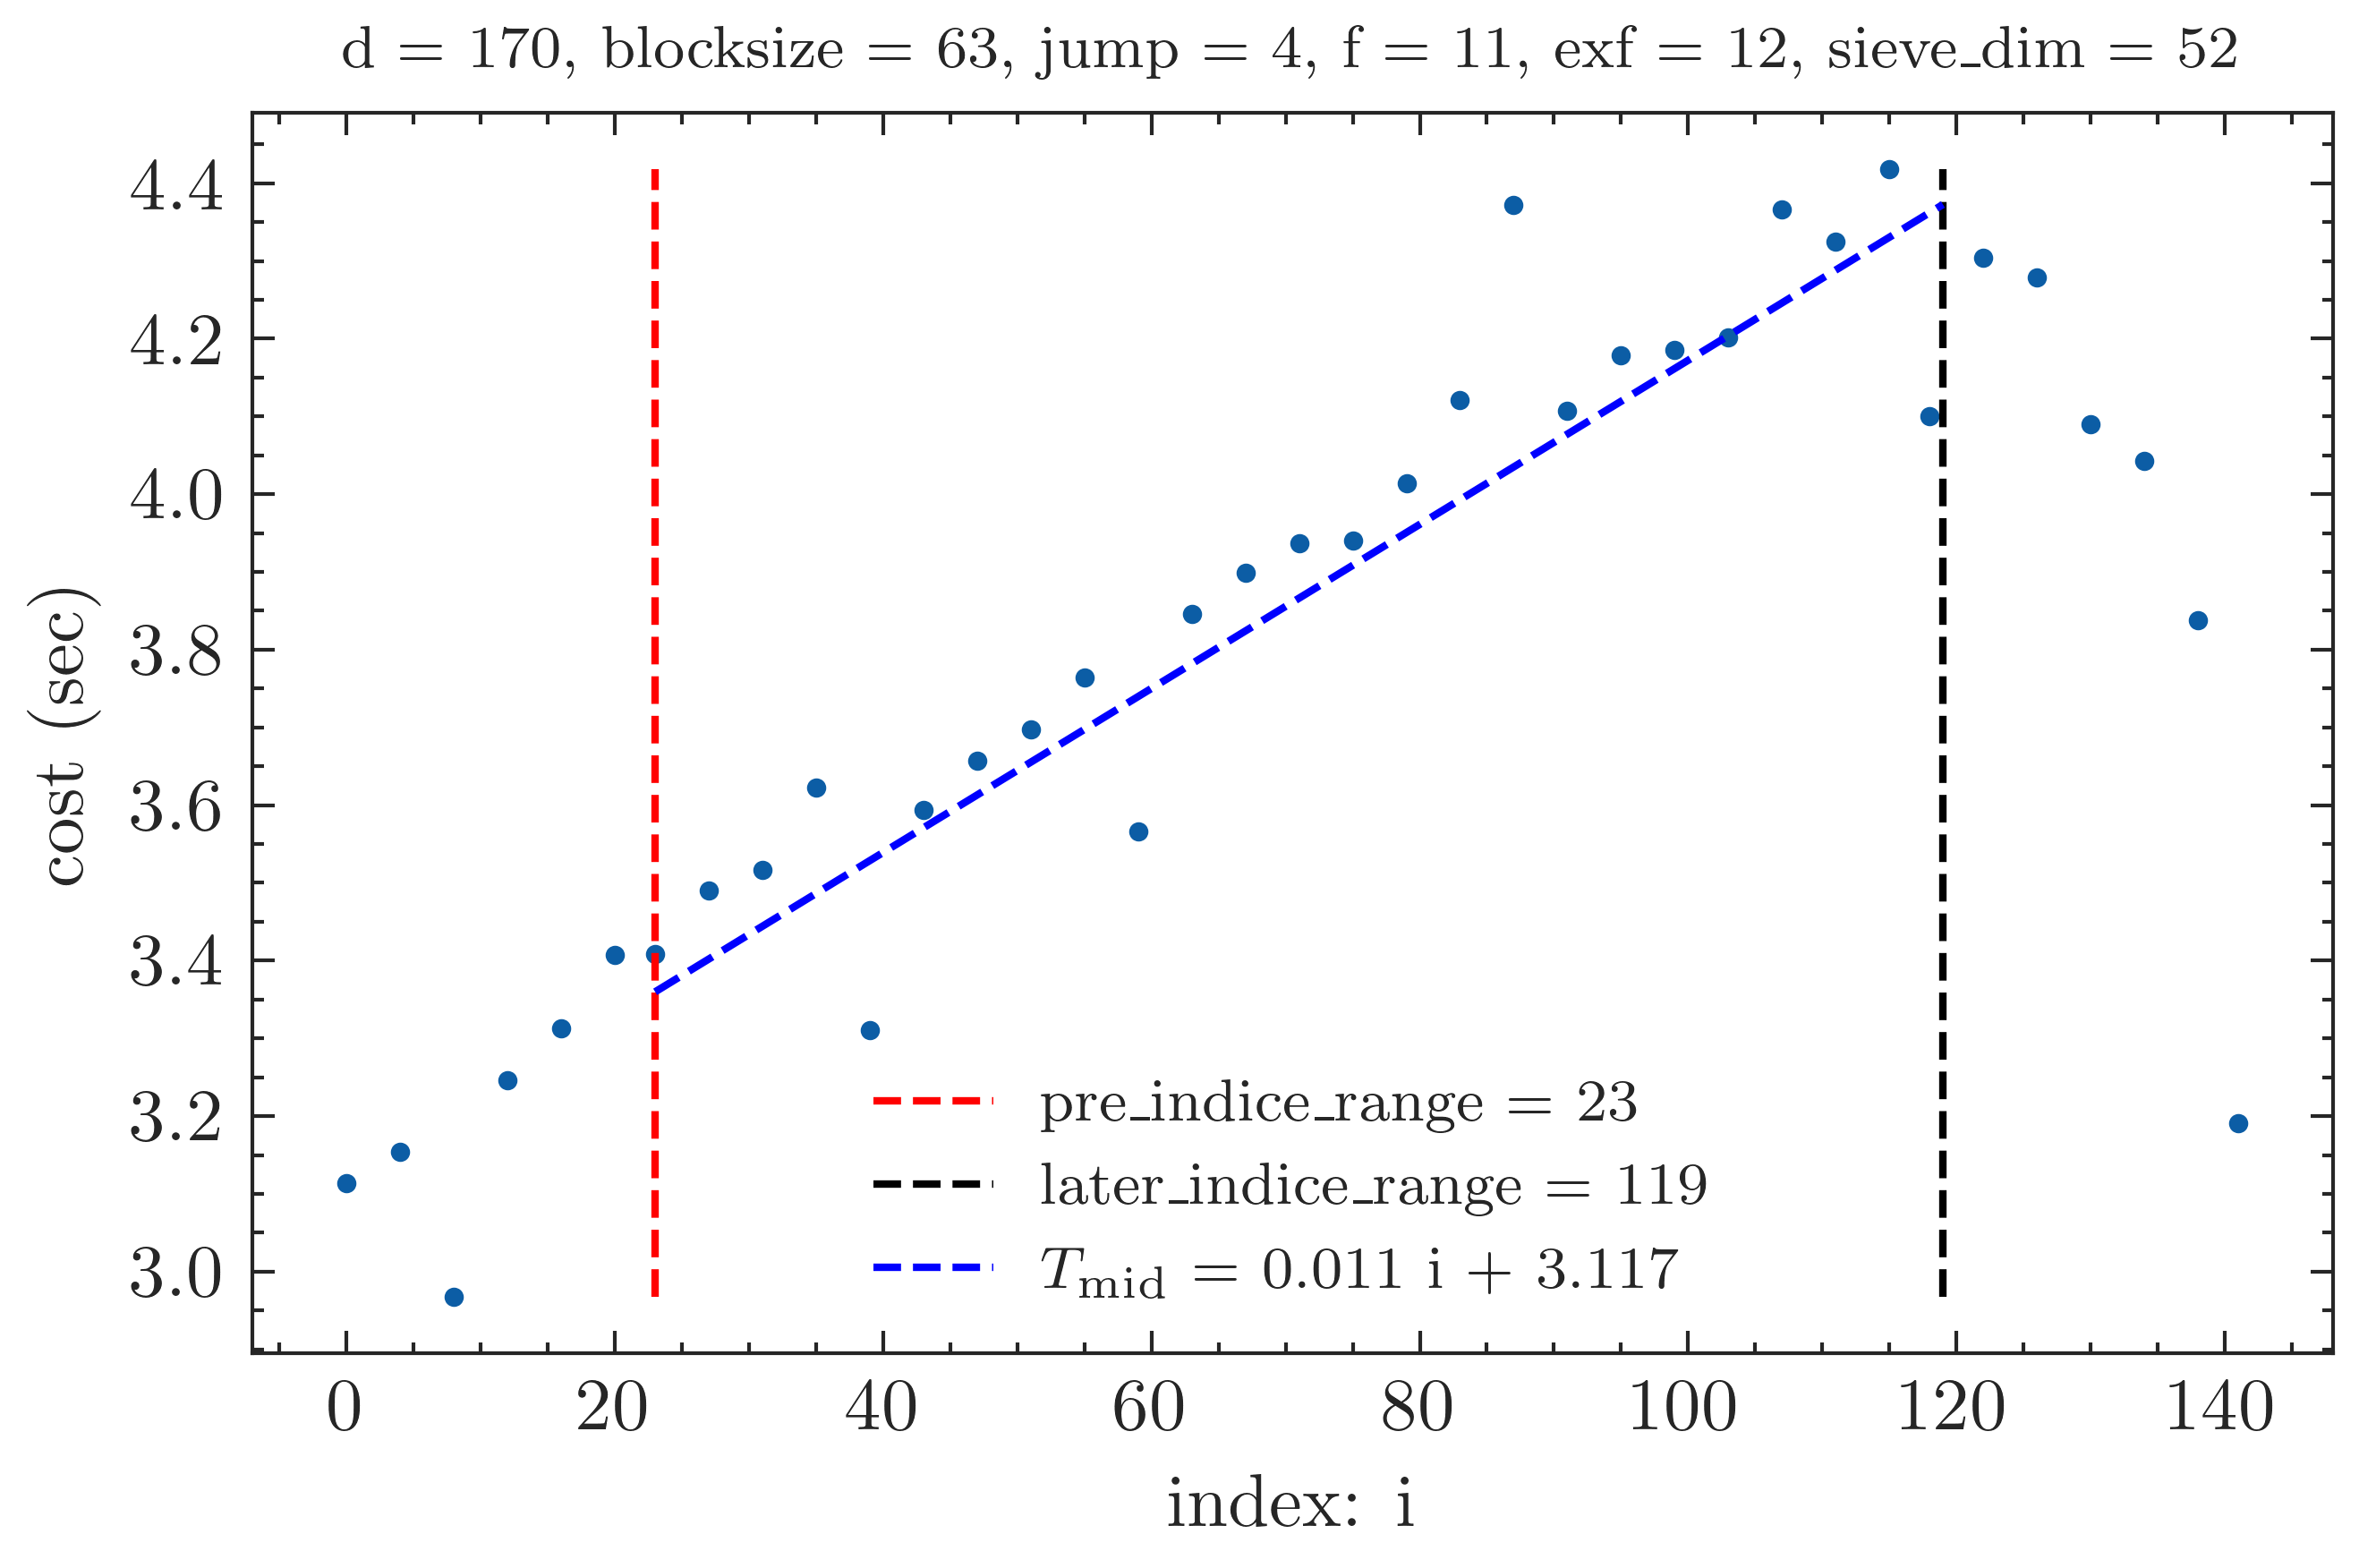 d = 170, blocksize = 63, jump = 4, f = 11, exf = 12, sieve_dim = 52
4.4
4.2
4.0
3.8
3.6
3.4
3.2
3.0
cost (sec)
pre_indice_range = 23
later_indice_range = 119
T_mid = 0.011 i + 3.117
0 20 40 60 80 100 120 140
index: i